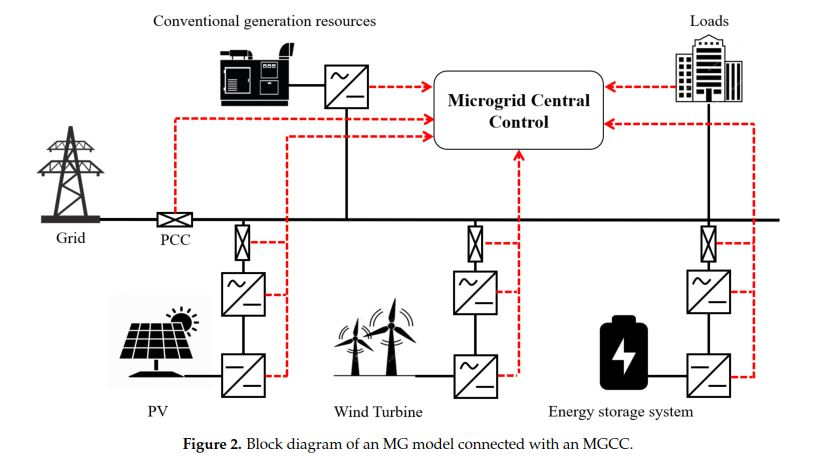 Conventional generation resources
Loads
Microgrid Central
Control
Grid
PCC
PV
Wind Turbine
Energy storage system
Figure 2. Block diagram of an MG model connected with an MGCC.